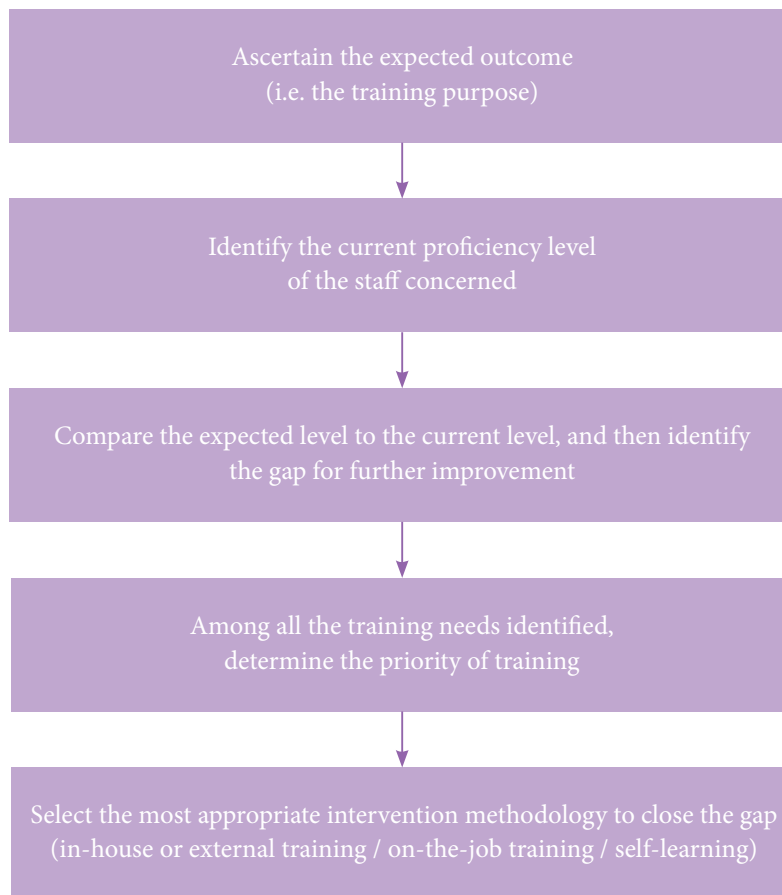 Ascertain the expected outcome
(i.e. the training purpose)
Identify the current proficiency level
of the staff concerned
Compare the expected level to the current level, and then identify
the gap for further improvement
Among all the training needs identified,
determine the priority of training
Select the most appropriate intervention methodology to close the gap
(in-house or external training / on-the-job training / self-learning)